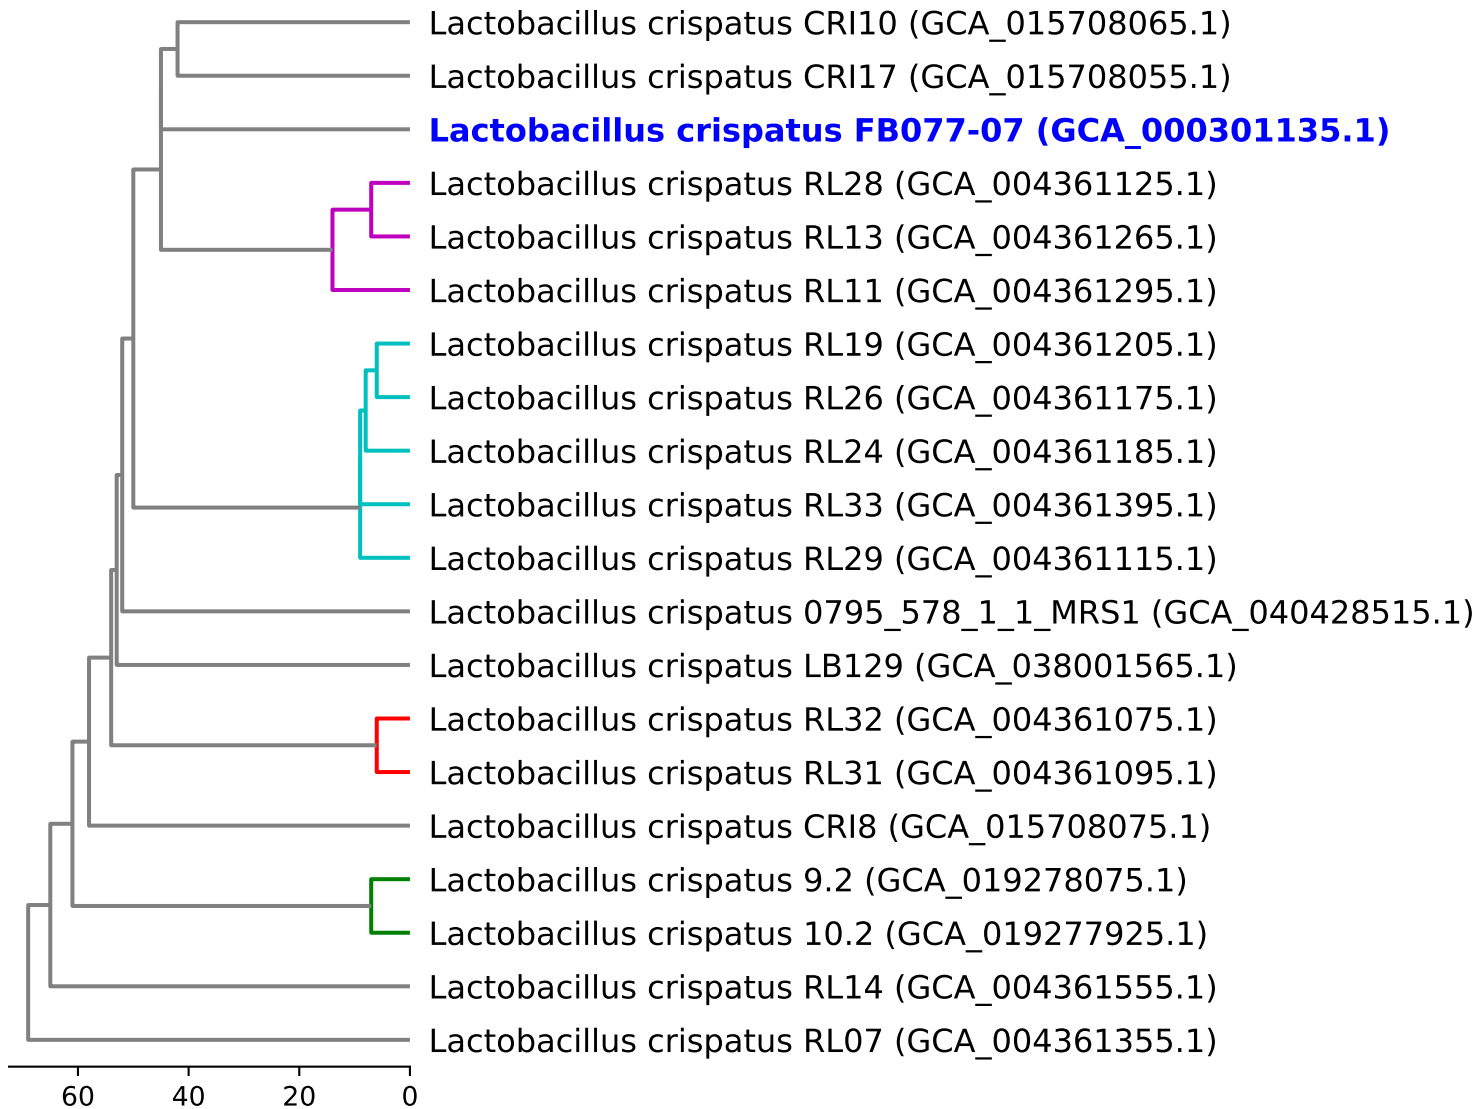 Lactobacillus crispatus CRI10 (GCA_015708065.1)
Lactobacillus crispatus CRI17 (GCA_015708055.1)
Lactobacillus crispatus FB077-07 (GCA_000301135.1)
Lactobacillus crispatus RL28 (GCA_004361125.1)
Lactobacillus crispatus RL13 (GCA_004361265.1)
Lactobacillus crispatus RL11 (GCA_004361295.1)
Lactobacillus crispatus RL19 (GCA_004361205.1)
Lactobacillus crispatus RL26 (GCA_004361175.1)
Lactobacillus crispatus RL24 (GCA_004361185.1)
Lactobacillus crispatus RL33 (GCA_004361395.1)
Lactobacillus crispatus RL29 (GCA_004361115.1)
Lactobacillus crispatus 0795_578_1_1_MRS1 (GCA_040428515.1)
Lactobacillus crispatus LB129 (GCA_038001565.1)
Lactobacillus crispatus RL32 (GCA_004361075.1)
Lactobacillus crispatus RL31 (GCA_004361095.1)
Lactobacillus crispatus CRI8 (GCA_015708075.1)
Lactobacillus crispatus 9.2 (GCA_019278075.1)
Lactobacillus crispatus 10.2 (GCA_019277925.1)
Lactobacillus crispatus RL14 (GCA_004361555.1)
Lactobacillus crispatus RL07 (GCA_004361355.1)
60 40 20 0